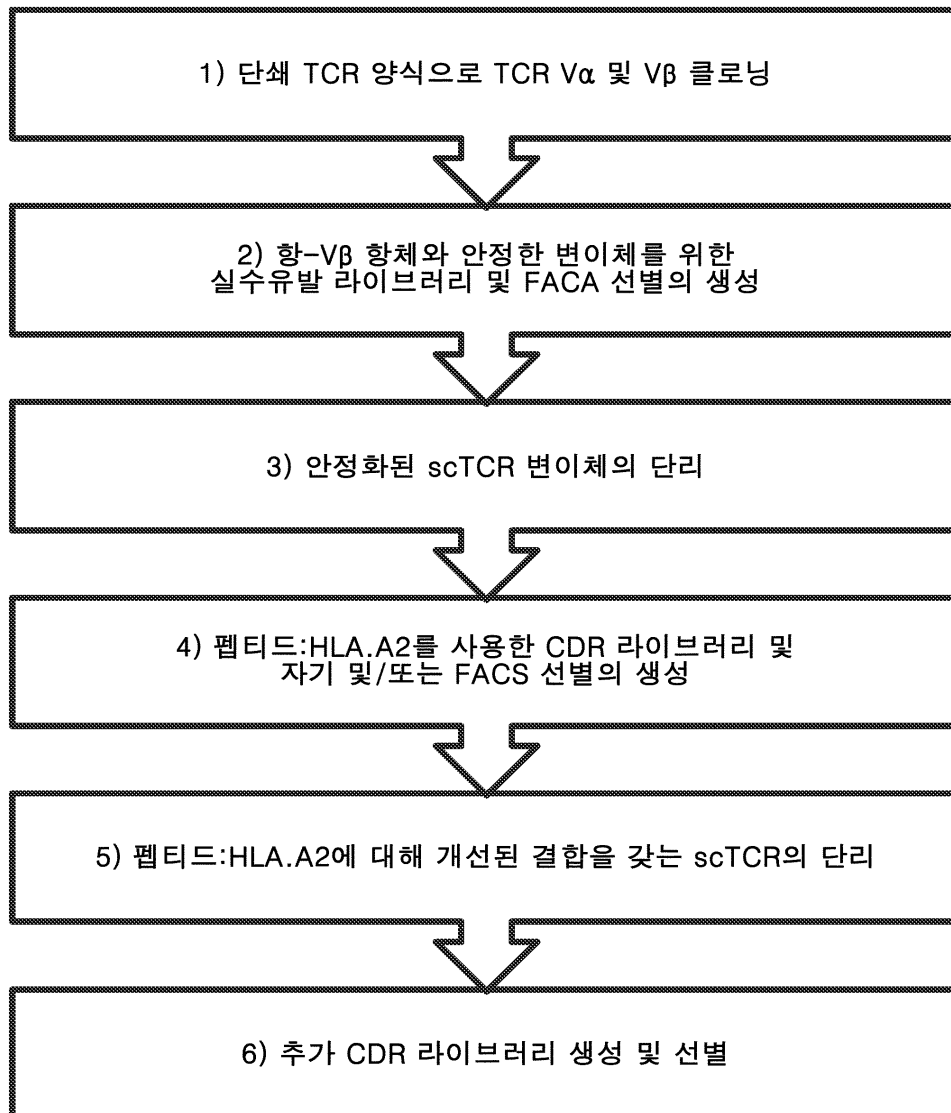 1) 단쇄 TCR 양식으로 TCR Vα 및 Vβ 클로닝
2) 항-Vβ 항체와 안정한 변이체를 위한
실수유발 라이브러리 및 FACA 선별의 생성
3) 안정화된 scTCR 변이체의 단리
4) 펩티드:HLA.A2를 사용한 CDR 라이브러리 및
자기 및/또는 FACS 선별의 생성
5) 펩티드:HLA.A2에 대해 개선된 결합을 갖는 scTCR의 단리
6) 추가 CDR 라이브러리 생성 및 선별